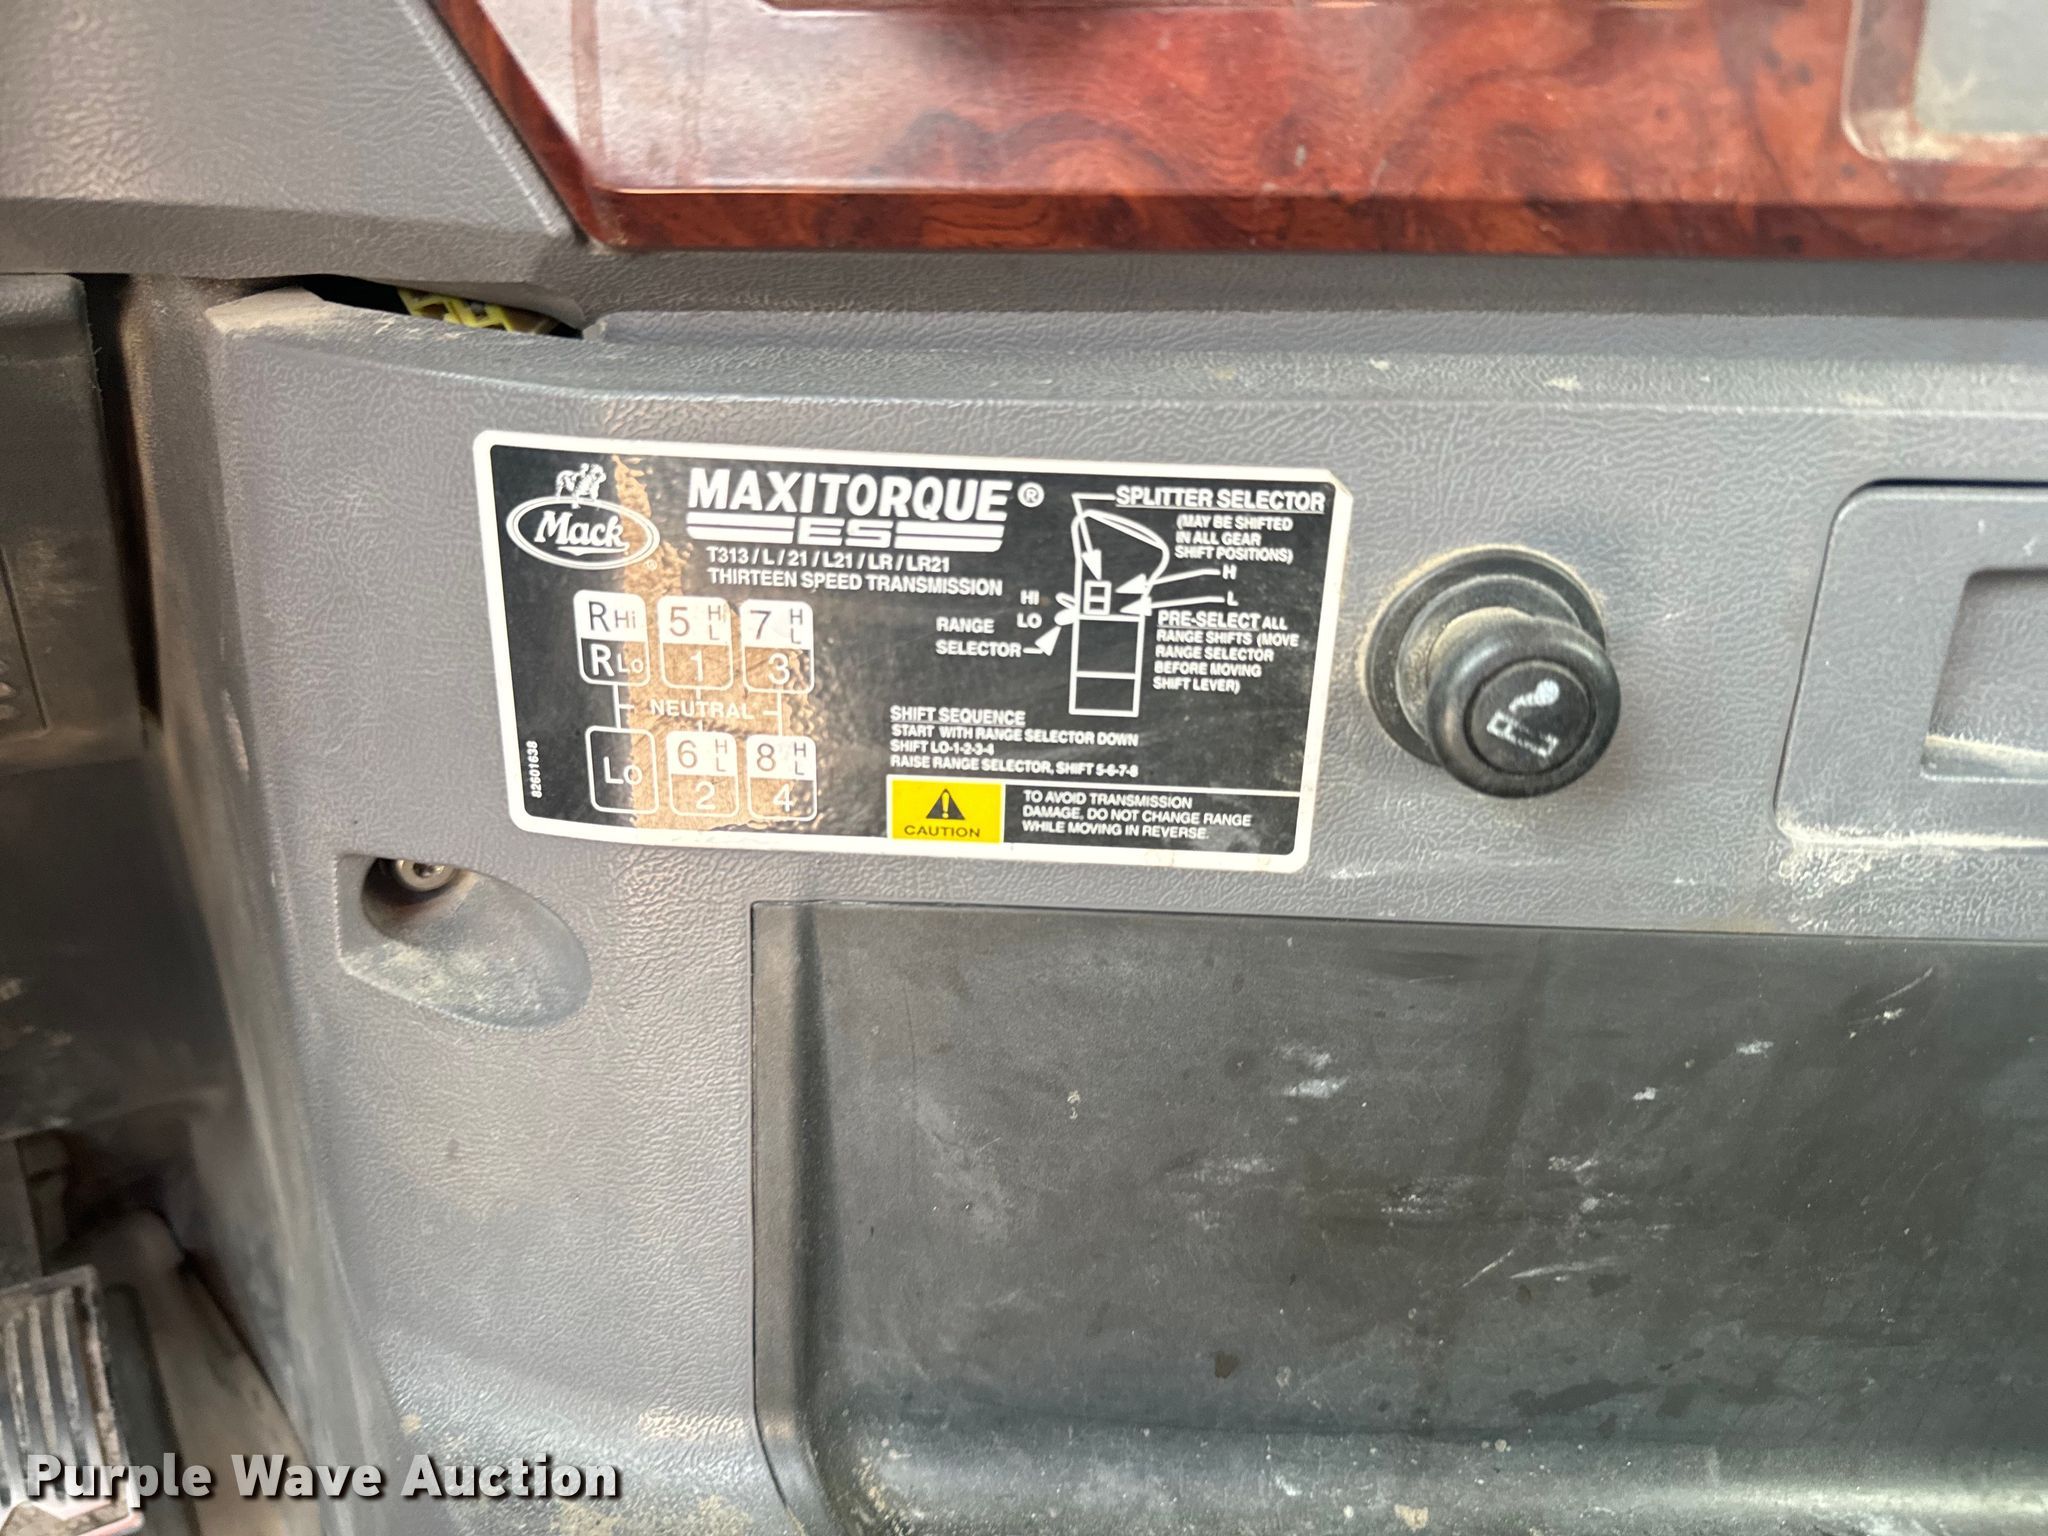 Mack
MAXITORQUE®
ES
T313 / L / 21 / L21 / LR / LR21
THIRTEEN SPEED TRANSMISSION
R Hi
5 Hi L
7 H L
R Lo
1
3
NEUTRAL
Lo
6 H L
8 H L
2
4
82601638
SPLITTER SELECTOR
(MAY BE SHIFTED
IN ALL GEAR
SHIFT POSITIONS)
H
L
HI
LO
RANGE
SELECTOR
PRE-SELECT ALL
RANGE SHIFTS (MOVE
RANGE SELECTOR
BEFORE MOVING
SHIFT LEVER)
SHIFT SEQUENCE
START WITH RANGE SELECTOR DOWN
SHIFT LO-1-2-3-4
RAISE RANGE SELECTOR, SHIFT 5-6-7-8
CAUTION
TO AVOID TRANSMISSION
DAMAGE, DO NOT CHANGE RANGE
WHILE MOVING IN REVERSE.
Purple Wave Auction